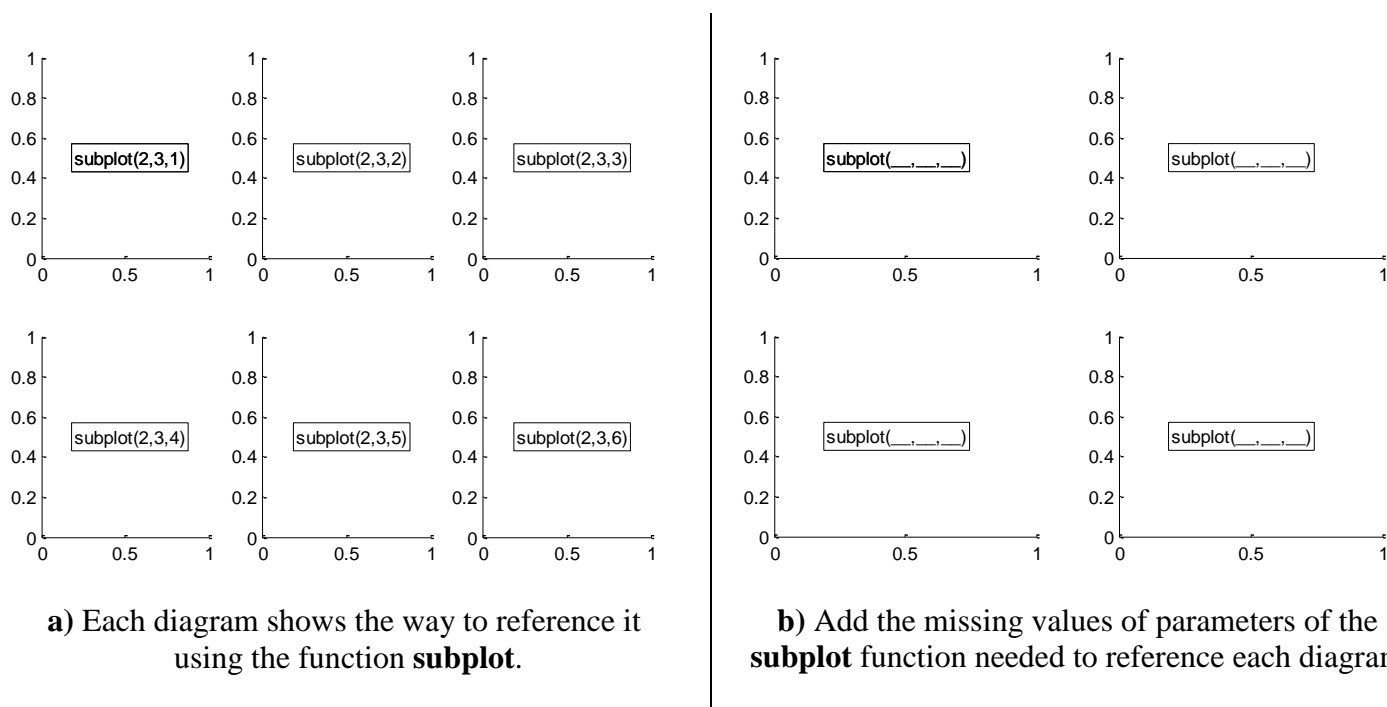 1
0.8
0.6
0.4
0.2
0
0 0.5 1
subplot(2,3,1)
1
0.8
0.6
0.4
0.2
0
0 0.5 1
subplot(2,3,2)
1
0.8
0.6
0.4
0.2
0
0 0.5 1
subplot(2,3,3)
1
0.8
0.6
0.4
0.2
0
0 0.5 1
subplot(2,3,4)
1
0.8
0.6
0.4
0.2
0
0 0.5 1
subplot(2,3,5)
1
0.8
0.6
0.4
0.2
0
0 0.5 1
subplot(2,3,6)
a) Each diagram shows the way to reference it
using the function subplot.
1
0.8
0.6
0.4
0.2
0
0 0.5 1
subplot(__,__,__)
1
0.8
0.6
0.4
0.2
0
0 0.5 1
subplot(__,__,__)
1
0.8
0.6
0.4
0.2
0
0 0.5 1
subplot(__,__,__)
1
0.8
0.6
0.4
0.2
0
0 0.5 1
subplot(__,__,__)
b) Add the missing values of parameters of the
subplot function needed to reference each diagran